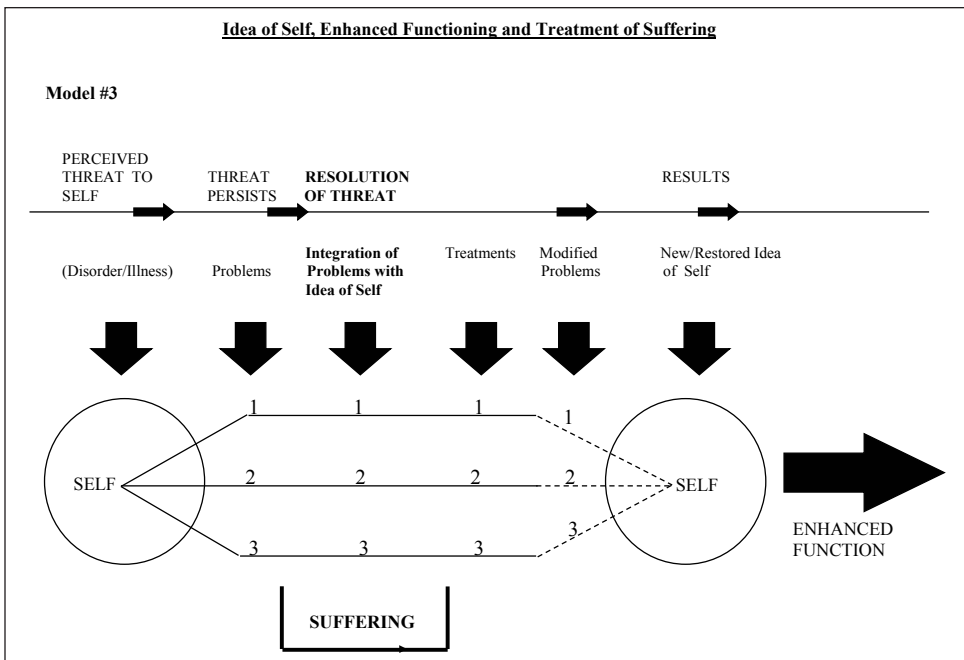 Idea of Self, Enhanced Functioning and Treatment of Suffering
Model #3
PERCEIVED
THREAT TO
SELF
THREAT
PERSISTS
RESOLUTION
OF THREAT
RESULTS
(Disorder/Illness)
Problems
Integration of
Problems with
Idea of Self
Treatments
Modified
Problems
New/Restored Idea
of Self
1 1 1 1
SELF 2 2 2 2 SELF
3 3 3 3
ENHANCED
FUNCTION
SUFFERING